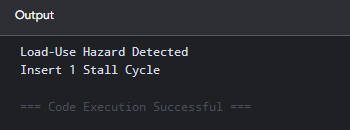 Output
Load-Use Hazard Detected
Insert 1 Stall Cycle
=== Code Execution Successful ===